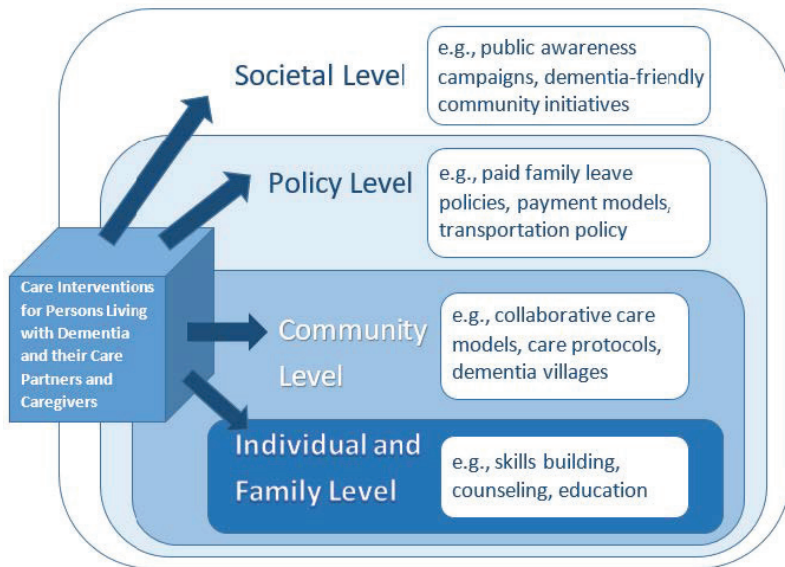 Societal Level
e.g., public awareness
campaigns, dementia-friendly
community initiatives
Policy Level
e.g., paid family leave
policies, payment models,
transportation policy
Care Interventions
for Persons Living
with Dementia
and their Care
Partners and
Caregivers
Community
Level
e.g., collaborative care
models, care protocols,
dementia villages
Individual and
Family Level
e.g., skills building,
counseling, education